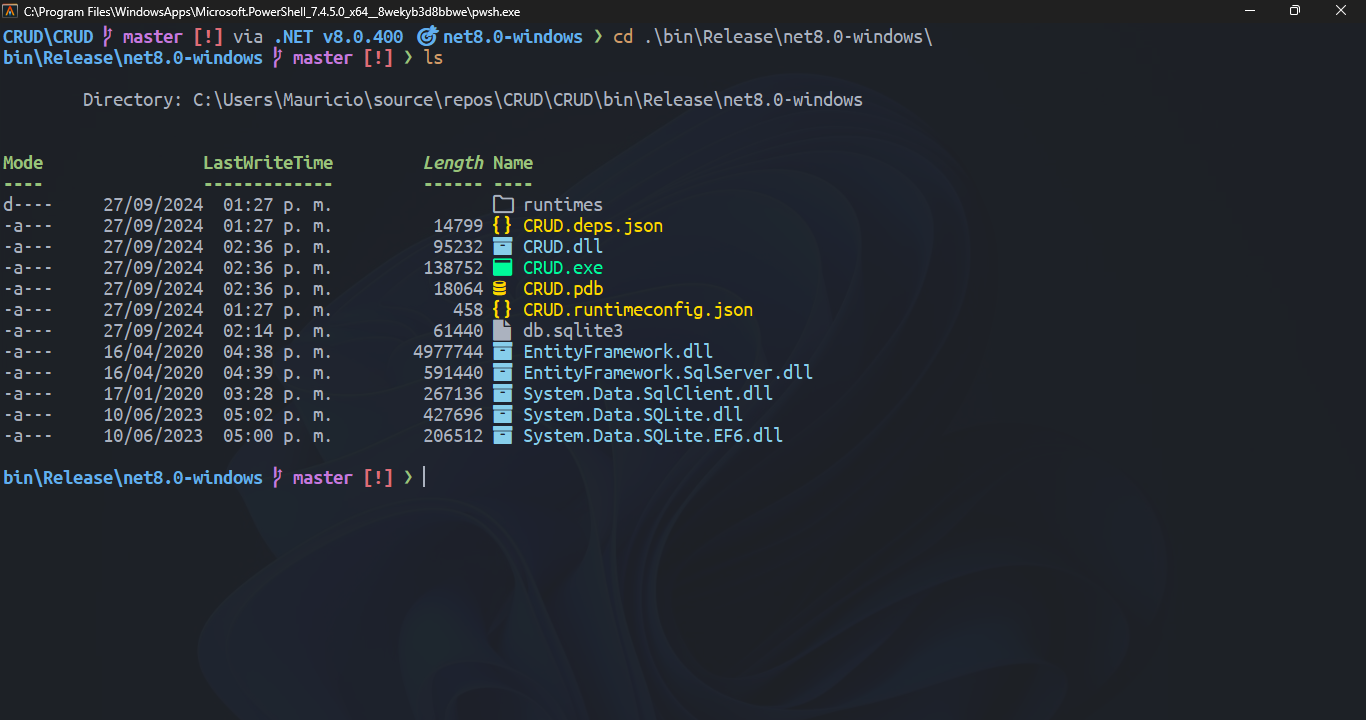 C:\Program Files\WindowsApps\Microsoft.PowerShell_7.4.5.0_x64__8wekyb3d8bbwe\pwsh.exe
CRUD\CRUD master [!] via .NET v8.0.400 net8.0-windows ❯ cd .\bin\Release\net8.0-windows\
bin\Release\net8.0-windows master [!] ❯ ls
Directory: C:\Users\Mauricio\source\repos\CRUD\CRUD\bin\Release\net8.0-windows
Mode LastWriteTime Length Name
---- ------------- ------ ----
d---- 27/09/2024 01:27 p. m. runtimes
-a--- 27/09/2024 01:27 p. m. 14799 {} CRUD.deps.json
-a--- 27/09/2024 02:36 p. m. 95232 CRUD.dll
-a--- 27/09/2024 02:36 p. m. 138752 CRUD.exe
-a--- 27/09/2024 02:36 p. m. 18064 CRUD.pdb
-a--- 27/09/2024 01:27 p. m. 458 {} CRUD.runtimeconfig.json
-a--- 27/09/2024 02:14 p. m. 61440 db.sqlite3
-a--- 16/04/2020 04:38 p. m. 4977744 EntityFramework.dll
-a--- 16/04/2020 04:39 p. m. 591440 EntityFramework.SqlServer.dll
-a--- 17/01/2020 03:28 p. m. 267136 System.Data.SqlClient.dll
-a--- 10/06/2023 05:02 p. m. 427696 System.Data.SQLite.dll
-a--- 10/06/2023 05:00 p. m. 206512 System.Data.SQLite.EF6.dll
bin\Release\net8.0-windows master [!] ❯